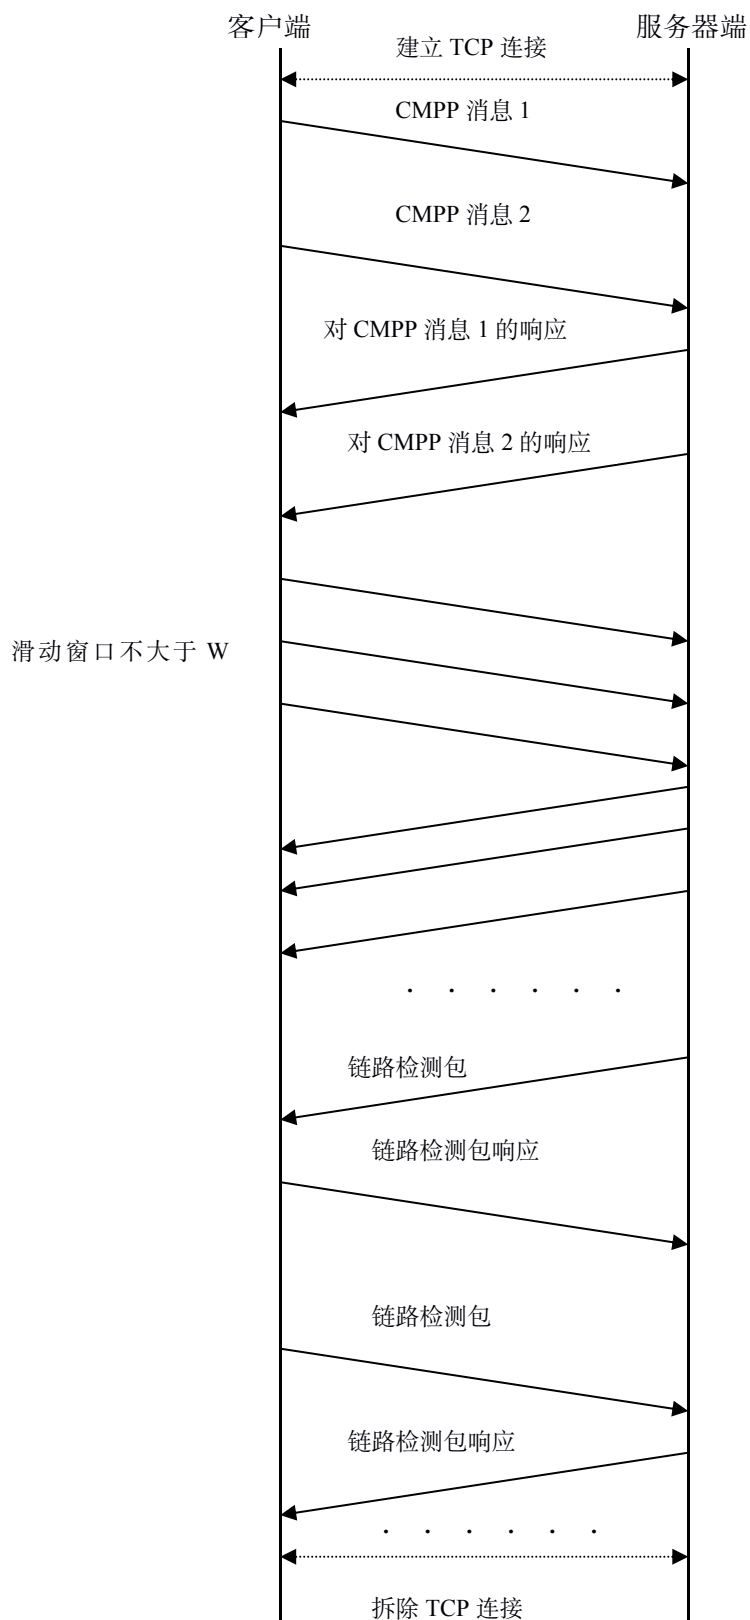 客户端
服务器端
建立 TCP 连接
CMPP 消息 1
CMPP 消息 2
对 CMPP 消息 1 的响应
对 CMPP 消息 2 的响应
滑动窗口不大于 W
. . . . . .
链路检测包
链路检测包响应
链路检测包
链路检测包响应
. . . . . .
拆除 TCP 连接